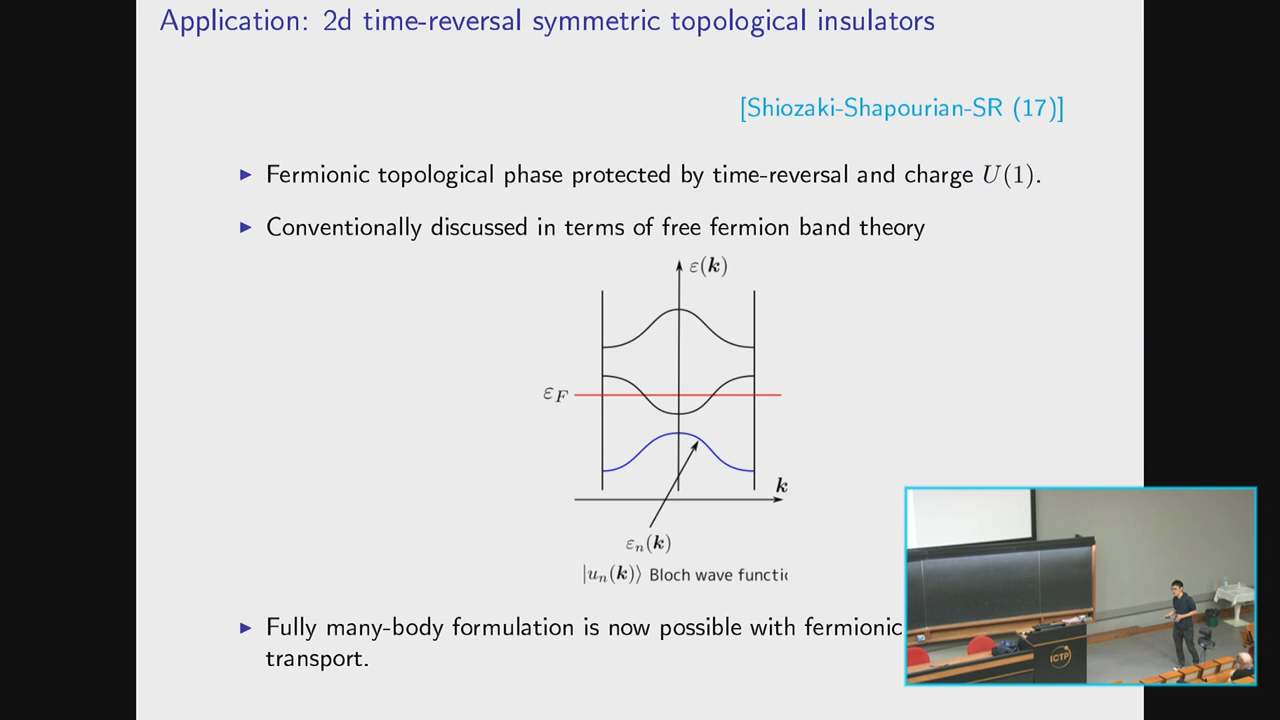 Application: 2d time-reversal symmetric topological insulators
[Shiozaki-Shapourian-SR (17)]
▶ Fermionic topological phase protected by time-reversal and charge U(1).
▶ Conventionally discussed in terms of free fermion band theory
ε(k)
ε_F
k
ε_n(k)
|u_n(k)⟩ Bloch wave functi
▶ Fully many-body formulation is now possible with fermionic
transport.
ICTP